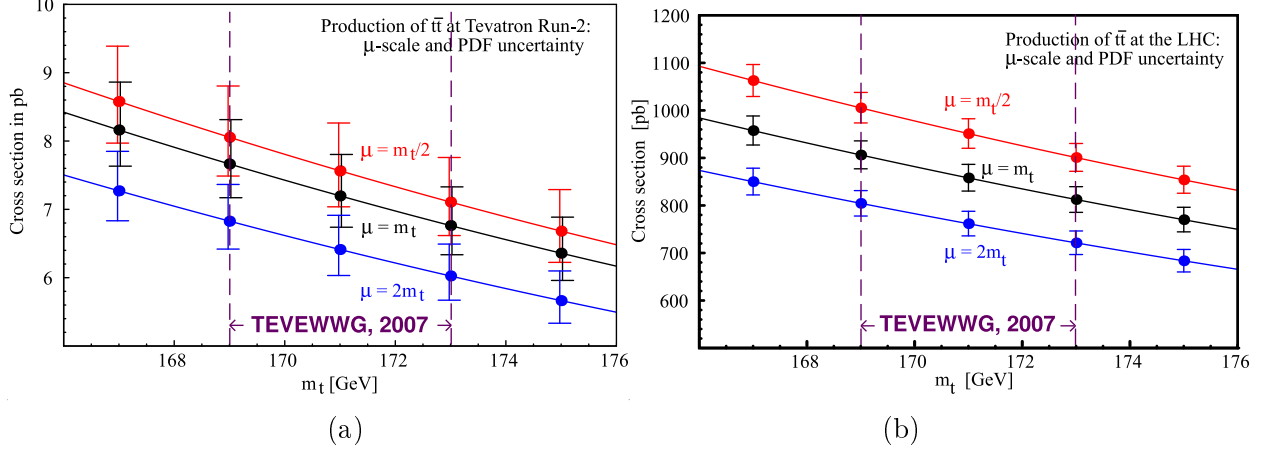 Production of tt̄ at Tevatron Run-2:
μ-scale and PDF uncertainty
Cross section in pb
10
9
8
7
6
μ = mt/2
μ = mt
μ = 2mt
TEVEWWG, 2007
168 170 172 174 176
mt [GeV]
(a)
Production of tt̄ at the LHC:
μ-scale and PDF uncertainty
Cross section [pb]
1200
1100
1000
900
800
700
600
μ = mt/2
μ = mt
μ = 2mt
TEVEWWG, 2007
168 170 172 174 176
mt [GeV]
(b)